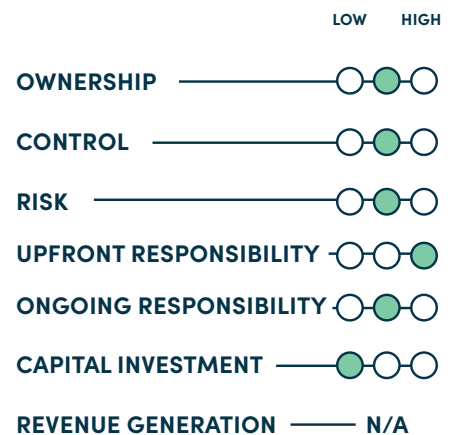 LOW HIGH
OWNERSHIP
CONTROL
RISK
UPFRONT RESPONSIBILITY
ONGOING RESPONSIBILITY
CAPITAL INVESTMENT
REVENUE GENERATION N/A